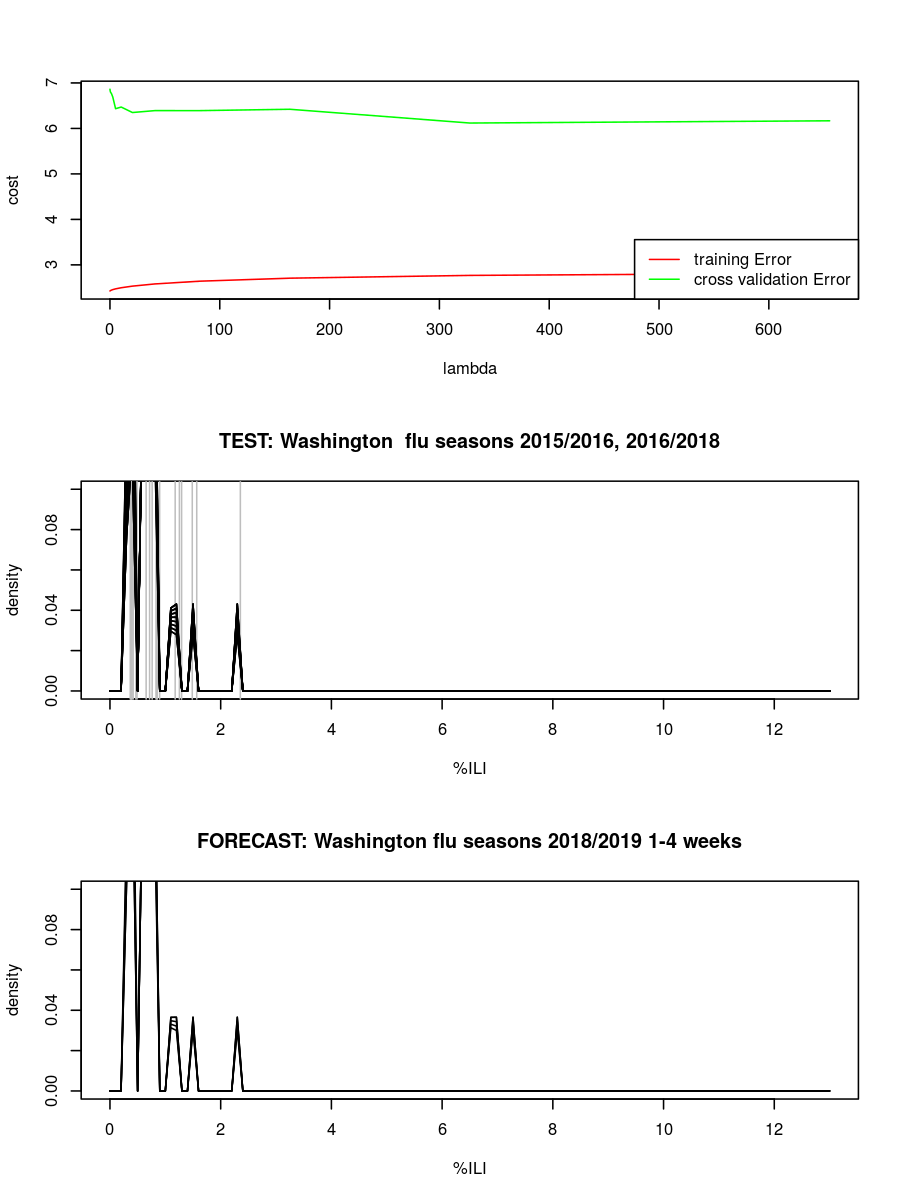 7
6
5
4
3
cost
training Error
cross validation Error
0 100 200 300 400 500 600
lambda
TEST: Washington  flu seasons 2015/2016, 2016/2018
0.08
0.04
0.00
density
0 2 4 6 8 10 12
%ILI
FORECAST: Washington flu seasons 2018/2019 1-4 weeks
0.08
0.04
0.00
density
0 2 4 6 8 10 12
%ILI